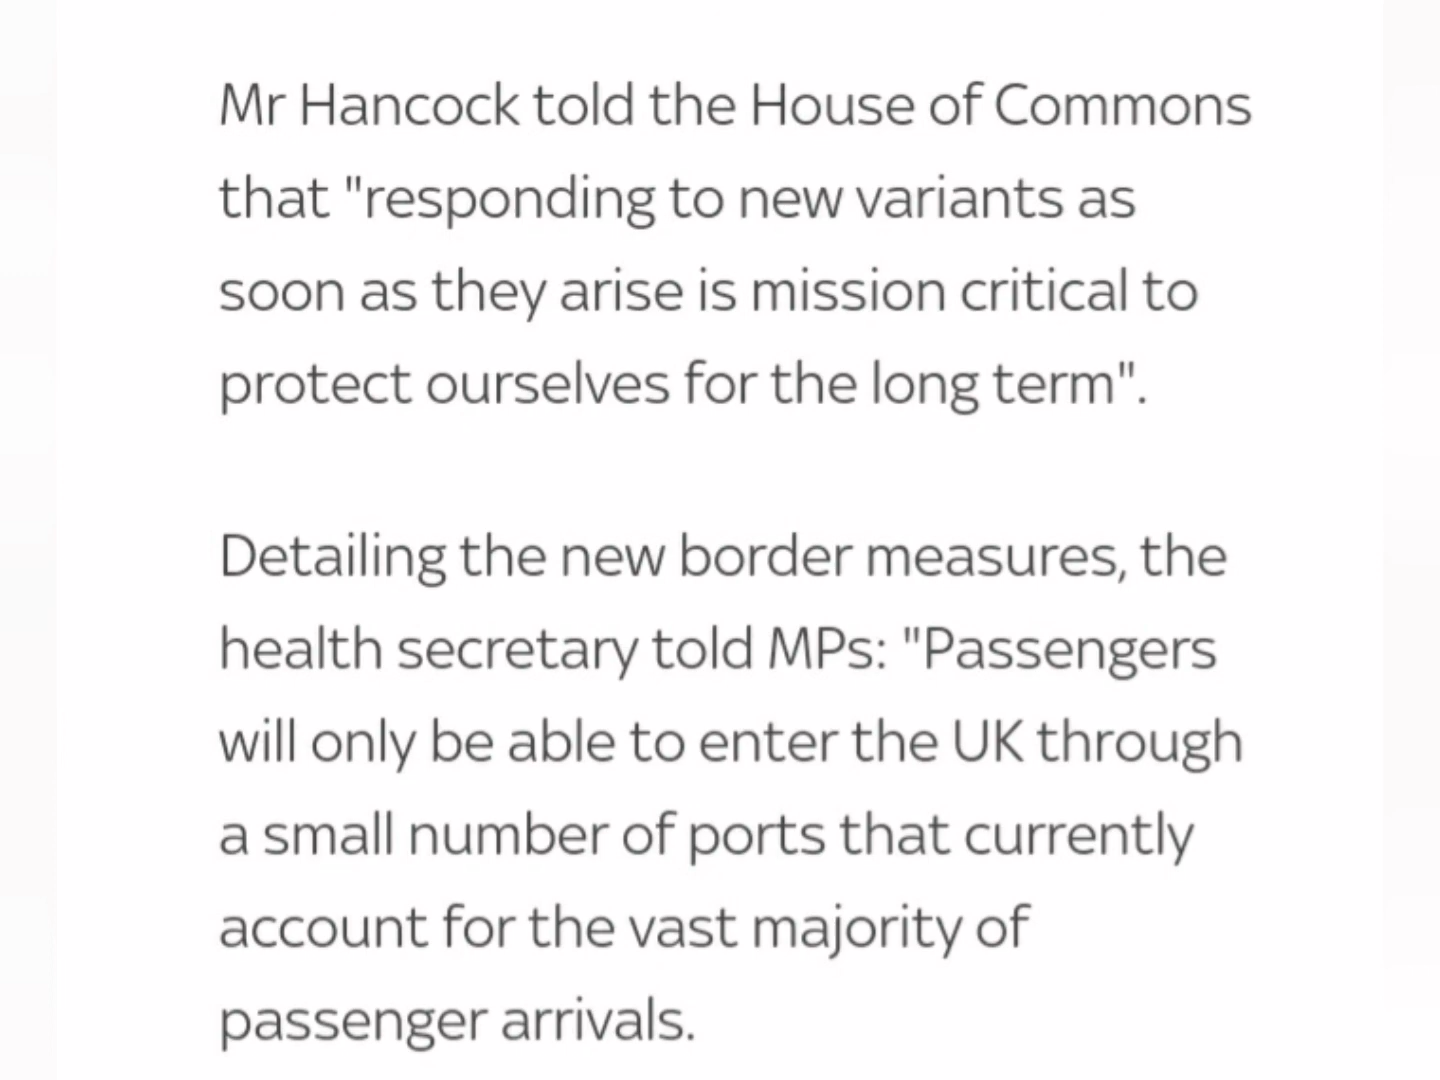 Mr Hancock told the House of Commons
that "responding to new variants as
soon as they arise is mission critical to
protect ourselves for the long term".
Detailing the new border measures, the
health secretary told MPs: "Passengers
will only be able to enter the UK through
a small number of ports that currently
account for the vast majority of
passenger arrivals.